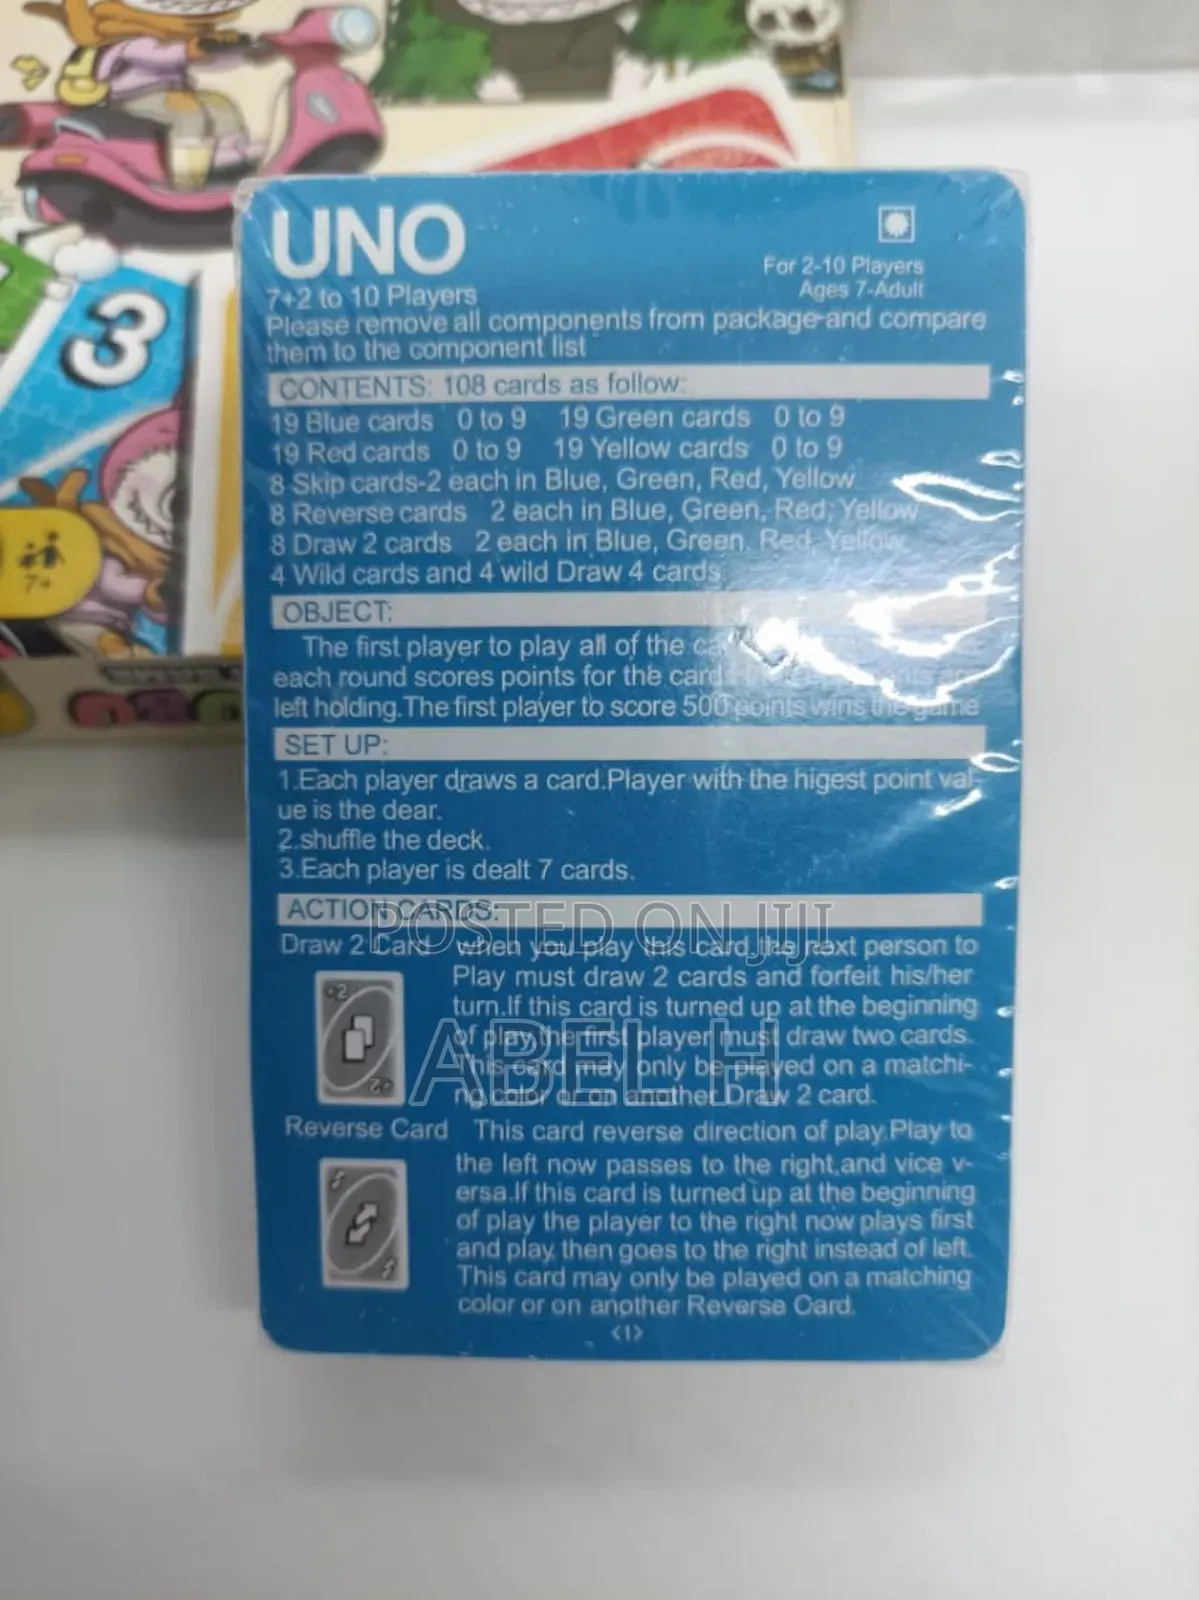 3
7+
UNO
For 2-10 Players
Ages 7-Adult
7+2 to 10 Players
Please remove all components from package-and compare
them to the component list
CONTENTS: 108 cards as follow:
19 Blue cards 0 to 9 19 Green cards 0 to 9
19 Red cards 0 to 9 19 Yellow cards 0 to 9
8 Skip cards-2 each in Blue, Green, Red, Yellow
8 Reverse cards 2 each in Blue, Green, Red, Yellow
8 Draw 2 cards 2 each in Blue, Green, Red, Yellow
4 Wild cards and 4 wild Draw 4 cards
OBJECT:
The first player to play all of the
each round scores points for the cards
left holding.The first player to score 500 points wins the game
SET UP:
1.Each player draws a card.Player with the higest point val-
ue is the dear.
2.shuffle the deck.
3.Each player is dealt 7 cards.
ACTION CARDS:
POSTED ON JIJI
Draw 2 Card when you play this card,the next person to
Play must draw 2 cards and forfeit his/her
turn.If this card is turned up at the beginning
of play,the first player must draw two cards.
This card may only be played on a matchi-
ng color or on another Draw 2 card.
+2
+2
ABEL H
Reverse Card This card reverse direction of play.Play to
the left now passes to the right,and vice v-
ersa.If this card is turned up at the beginning
of play the player to the right now plays first
and play, then goes to the right instead of left.
This card may only be played on a matching
color or on another Reverse Card.
<1>